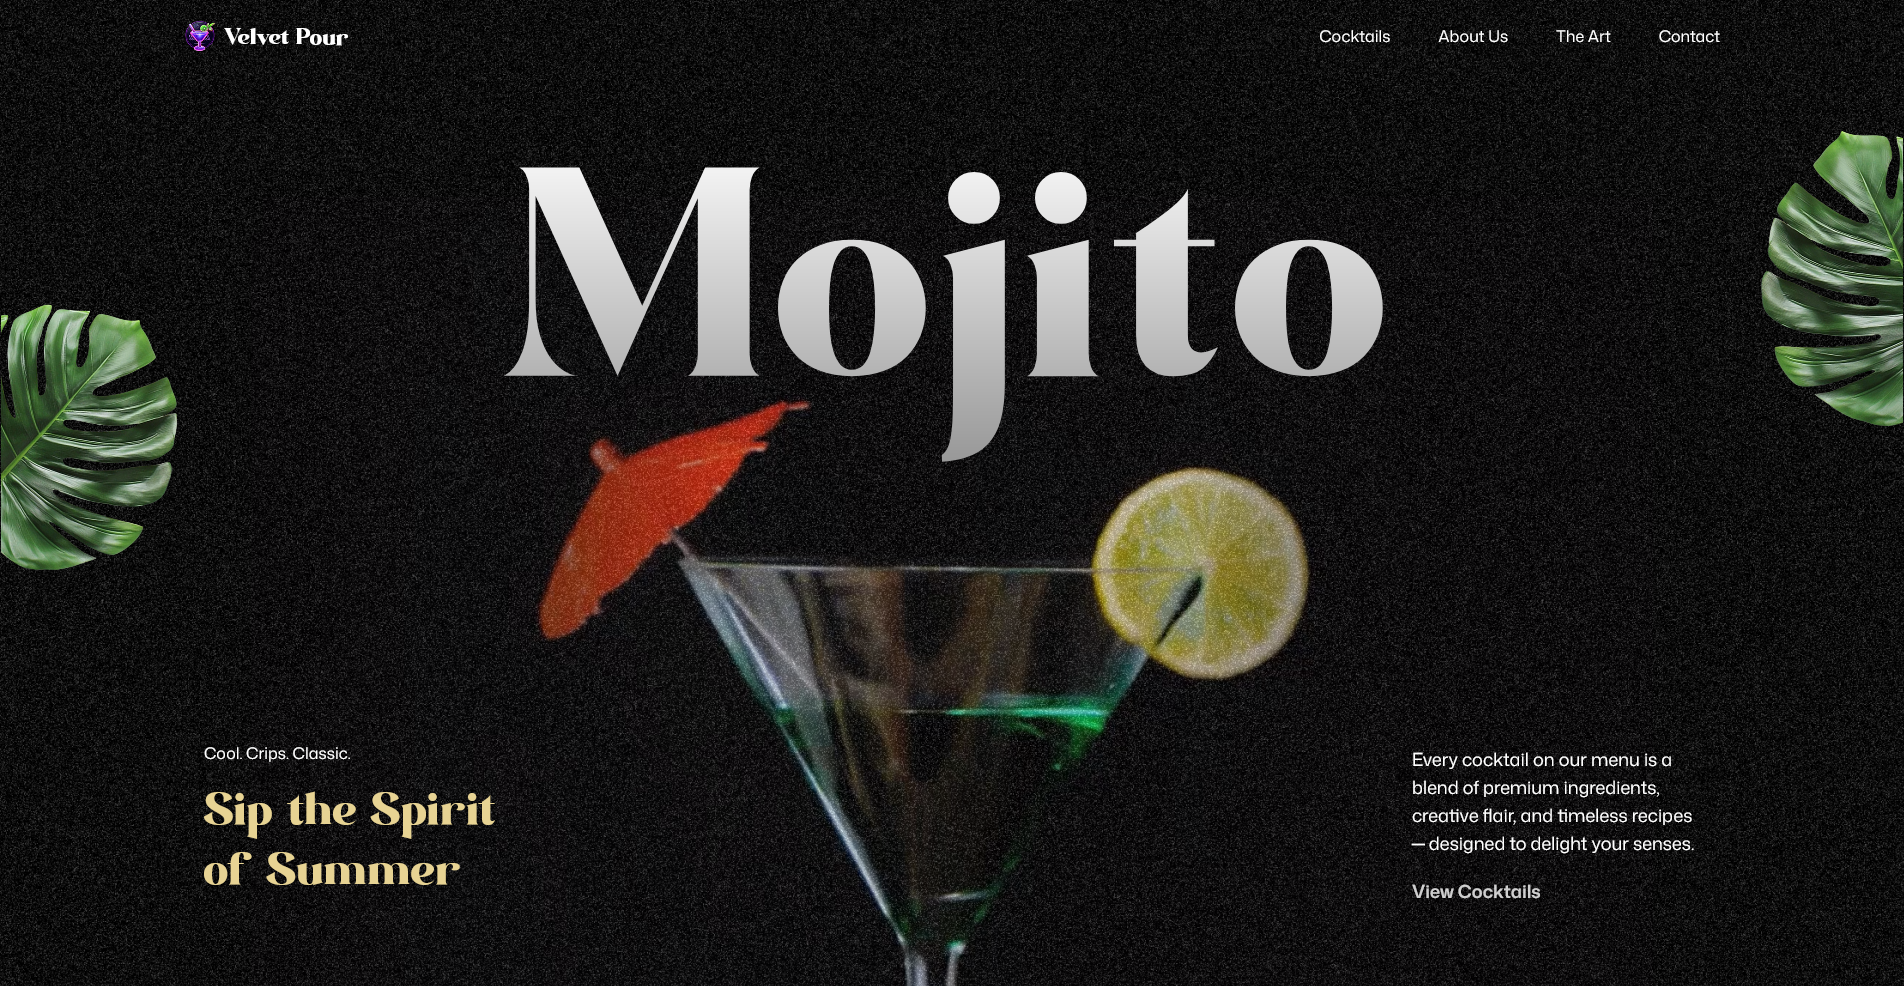 Velvet Pour
Cocktails
About Us
The Art
Contact
Mojito
Cool. Crips. Classic.
Sip the Spirit
of Summer
Every cocktail on our menu is a
blend of premium ingredients,
creative flair, and timeless recipes
— designed to delight your senses.
View Cocktails